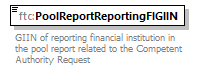 ftc:PoolReportReportingFIGIIN
GIIN of reporting financial institution in
the pool report related to the Competent
Authority Request